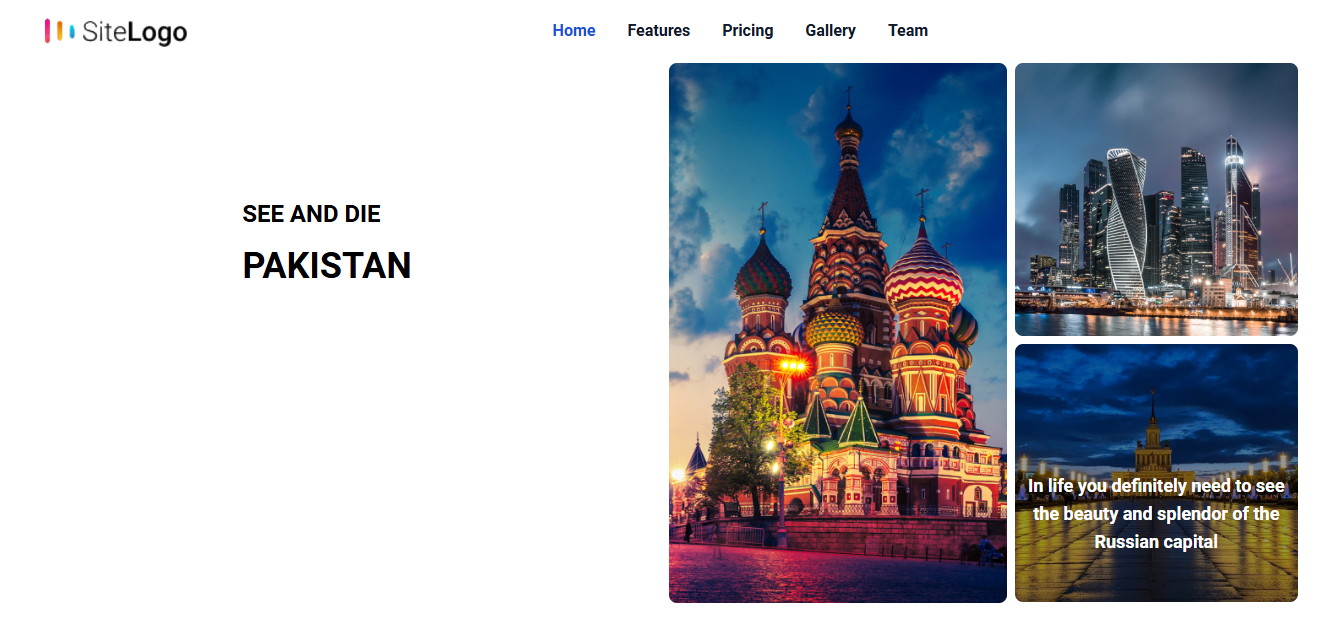 SiteLogo
Home Features Pricing Gallery Team
SEE AND DIE
PAKISTAN
In life you definitely need to see
the beauty and splendor of the
Russian capital